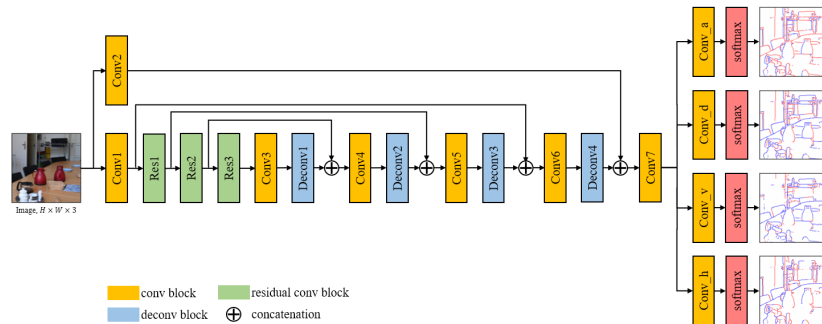 Conv2
Conv1
Res1
Res2
Res3
Conv3
Deconv1
Conv4
Deconv2
Conv5
Deconv3
Conv6
Deconv4
Conv7
Conv_a
softmax
Conv_d
softmax
Conv_v
softmax
Conv_h
softmax
Image, H × W × 3
conv block
residual conv block
deconv block
concatenation